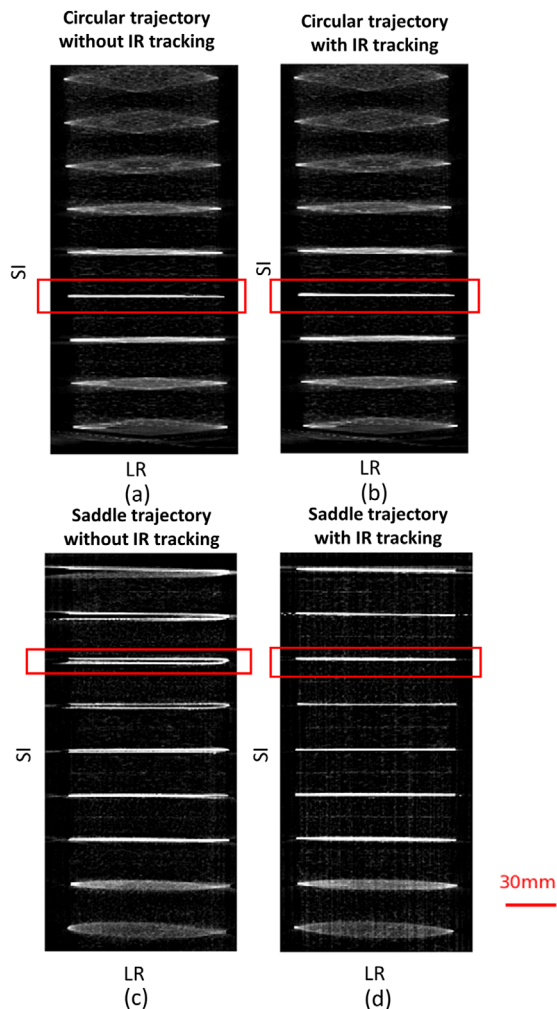 Circular trajectory
without IR tracking
Circular trajectory
with IR tracking
SI
SI
LR
LR
(a)
(b)
Saddle trajectory
without IR tracking
Saddle trajectory
with IR tracking
SI
SI
30mm
LR
LR
(c)
(d)